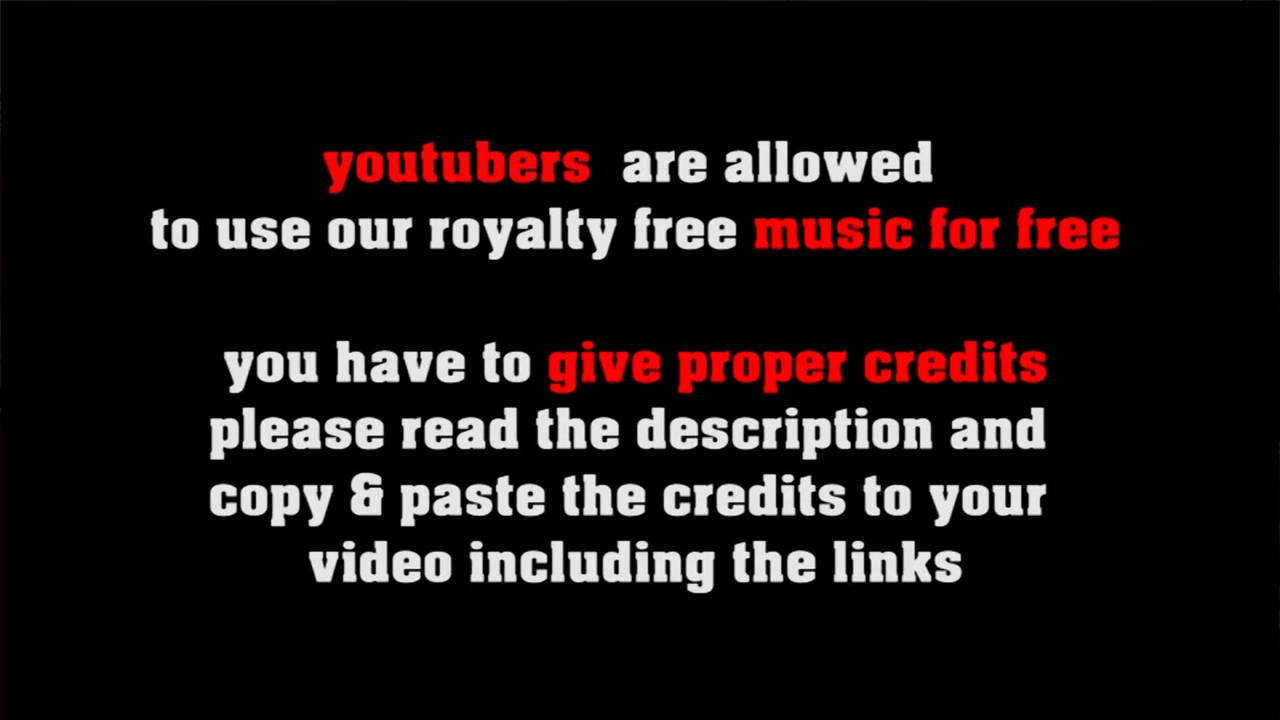 youtubers are allowed
to use our royalty free music for free
you have to give proper credits
please read the description and
copy & paste the credits to your
video including the links